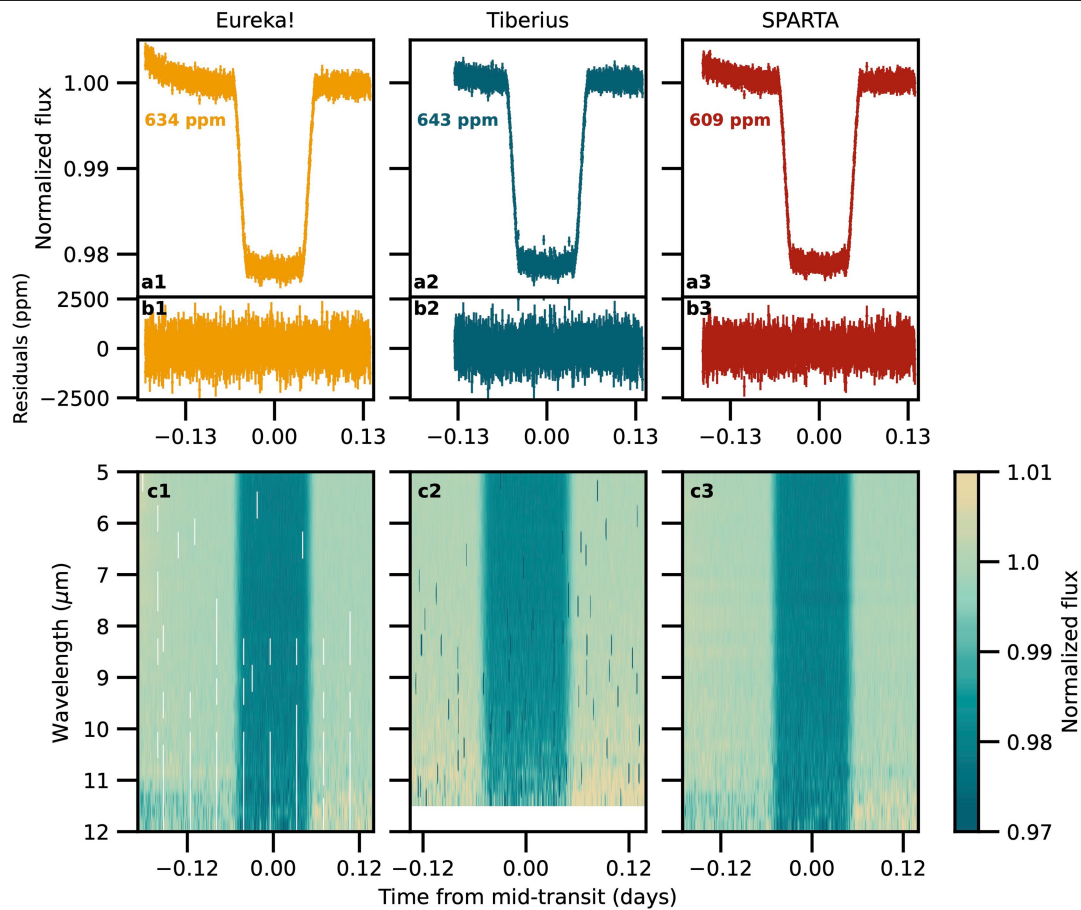 Eureka! Tiberius SPARTA
Normalized flux
1.00
0.99
0.98
634 ppm 643 ppm 609 ppm
a1 a2 a3
Residuals (ppm)
2500
0
−2500
b1 b2 b3
−0.13 0.00 0.13 −0.13 0.00 0.13 −0.13 0.00 0.13
Wavelength (μm)
5
6
7
8
9
10
11
12
c1 c2 c3
−0.12 0.00 0.12 −0.12 0.00 0.12 −0.12 0.00 0.12
Time from mid-transit (days)
1.01
1.0
0.99
0.98
0.97
Normalized flux